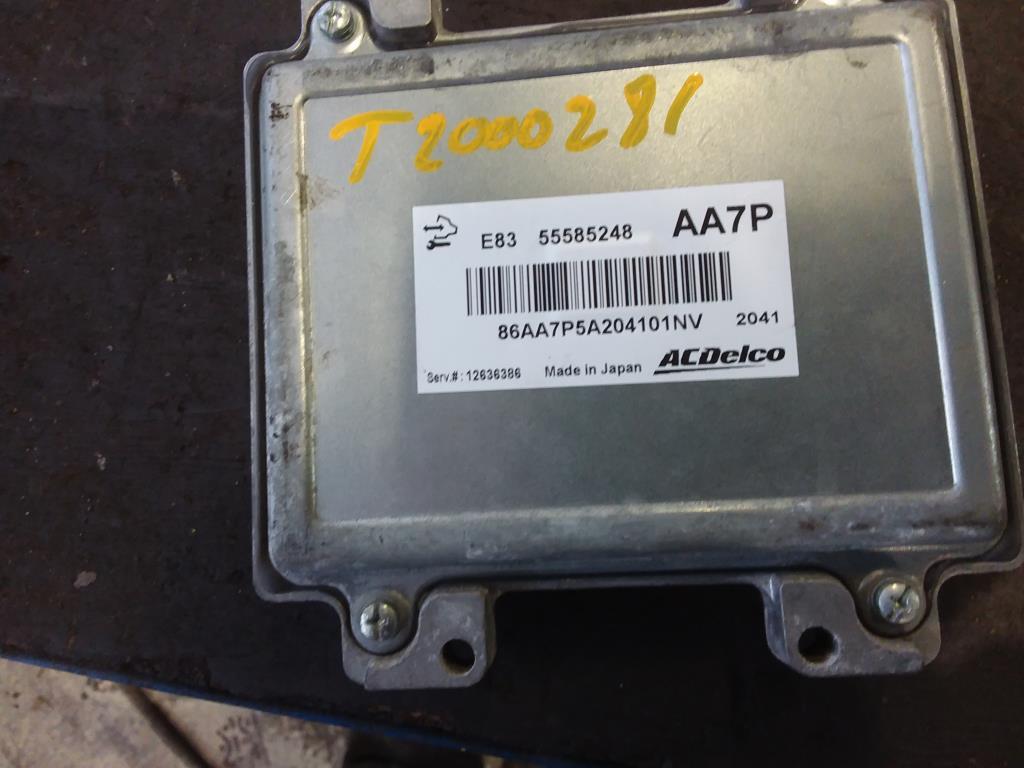 T2000281
E83 55585248 AA7P
86AA7P5A204101NV 2041
Serv.#: 12636386 Made in Japan ACDelco